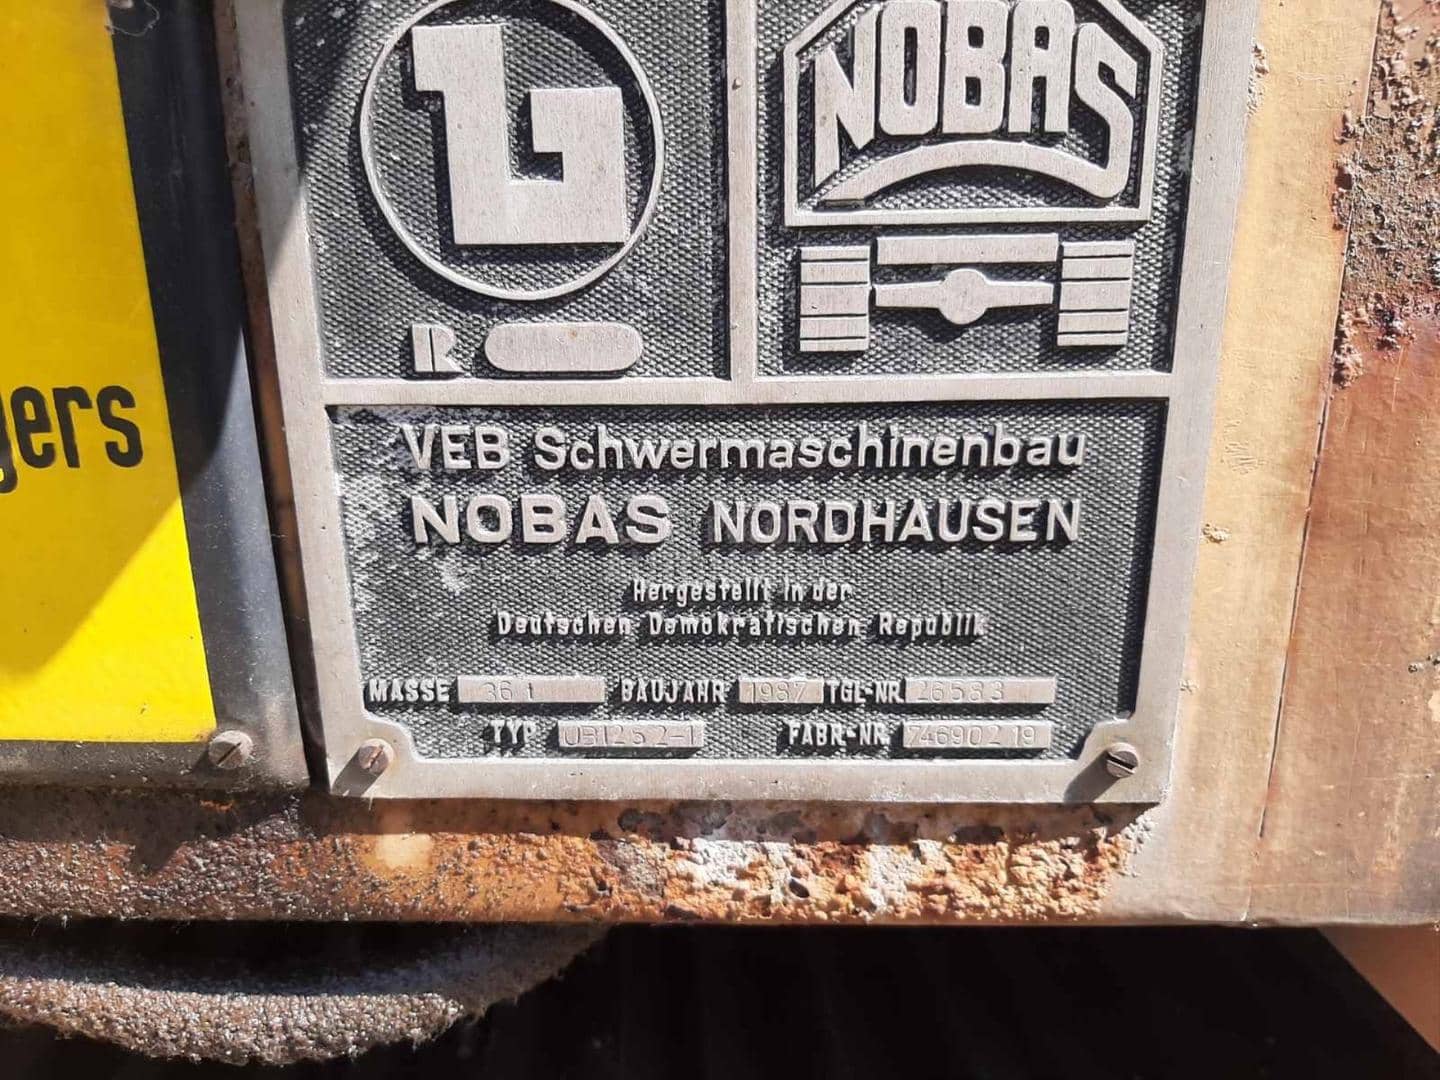 NOBAS
R
gers
VEB Schwermaschinenbau
NOBAS NORDHAUSEN
Hergestellt in der
Deutschen Demokratischen Republik
MASSE 36 t BAUJAHR 1987 TGL-NR 26583
TYP UB1252-1 FABR-NR 74690219